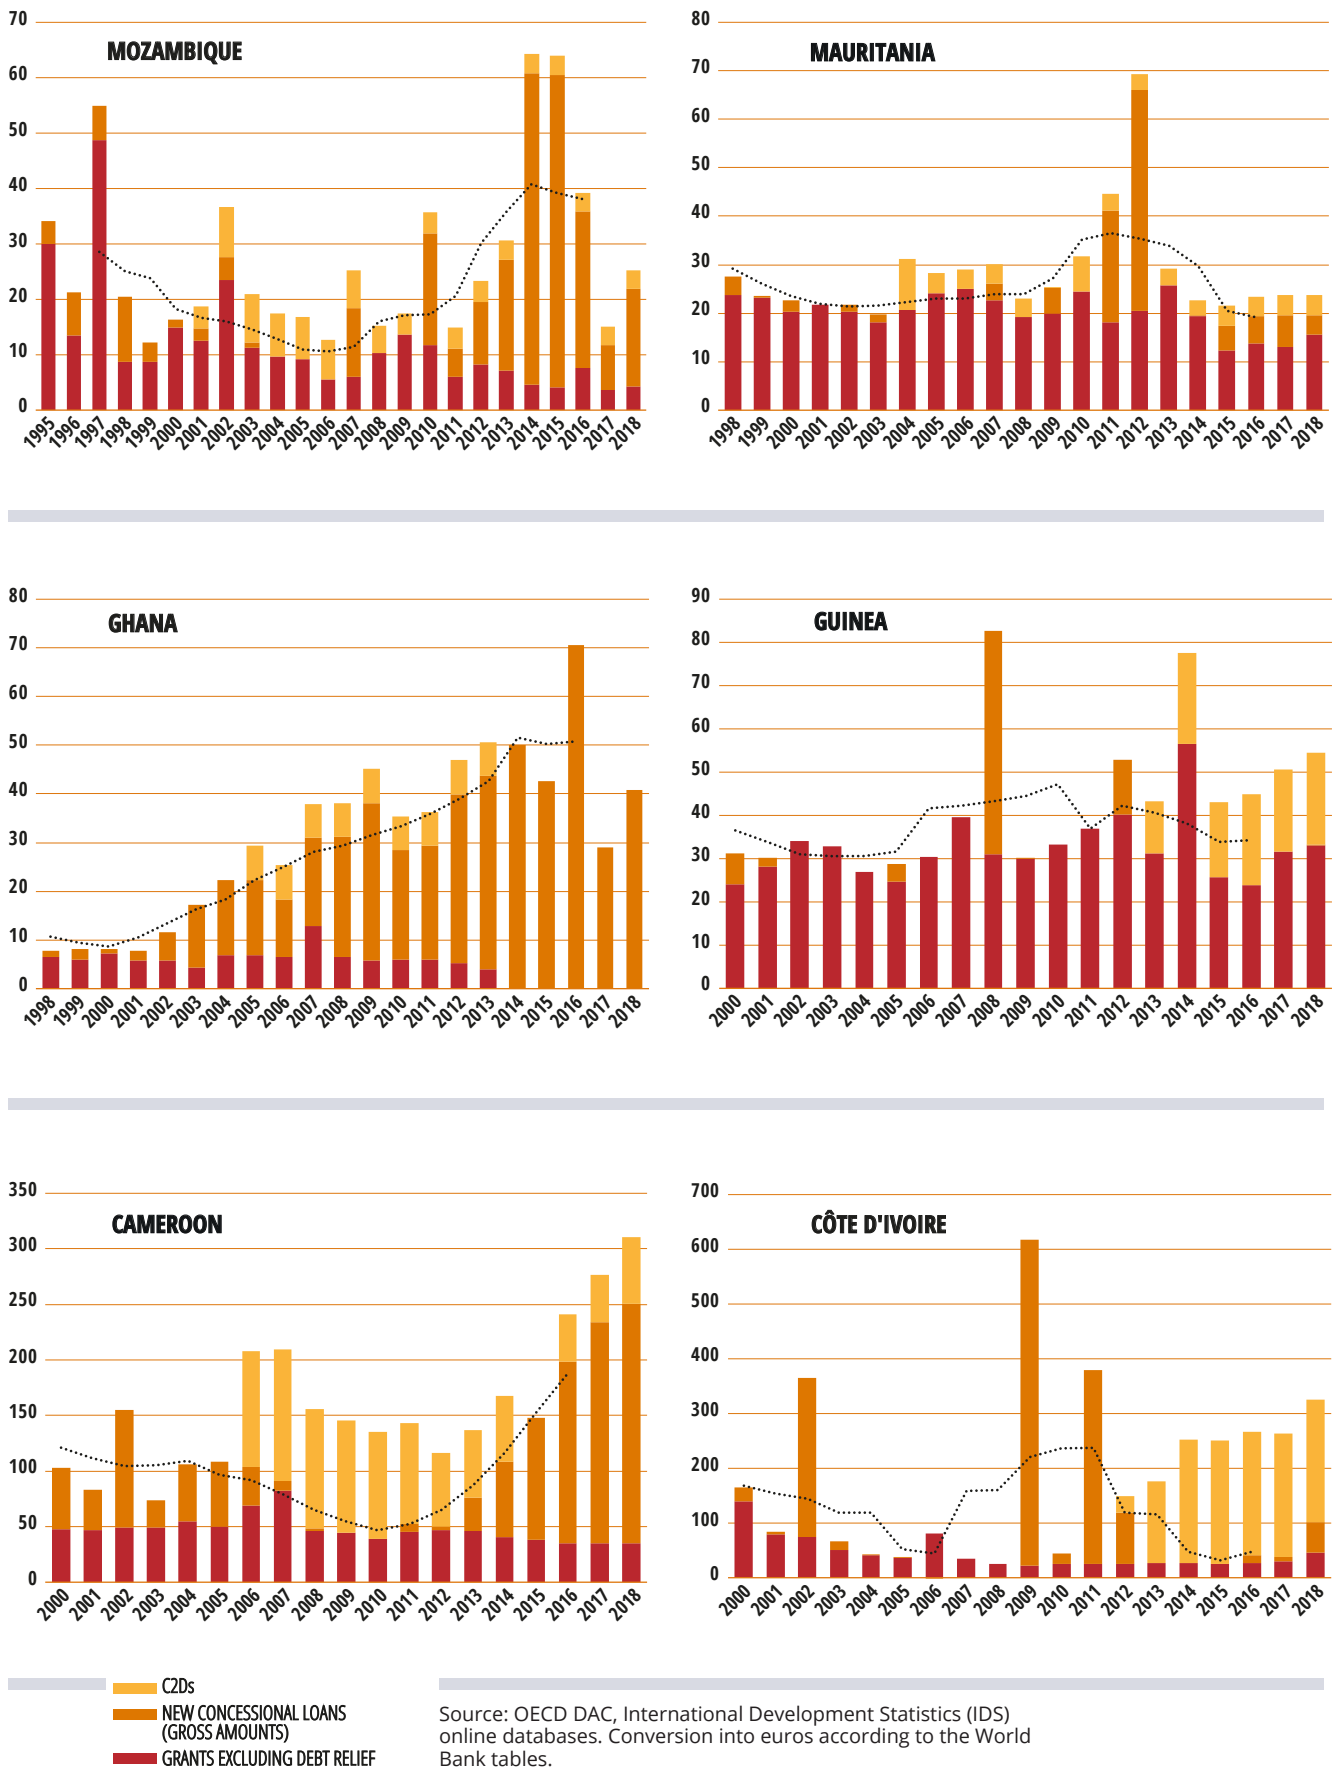 70
60
50
40
30
20
10
0
MOZAMBIQUE
1995 1996 1997 1998 1999 2000 2001 2002 2003 2004 2005 2006 2007 2008 2009 2010 2011 2012 2013 2014 2015 2016 2017 2018
80
70
60
50
40
30
20
10
0
MAURITANIA
1998 1999 2000 2001 2002 2003 2004 2005 2006 2007 2008 2009 2010 2011 2012 2013 2014 2015 2016 2017 2018
80
70
60
50
40
30
20
10
0
GHANA
1998 1999 2000 2001 2002 2003 2004 2005 2006 2007 2008 2009 2010 2011 2012 2013 2014 2015 2016 2017 2018
90
80
70
60
50
40
30
20
10
0
GUINEA
2000 2001 2002 2003 2004 2005 2006 2007 2008 2009 2010 2011 2012 2013 2014 2015 2016 2017 2018
350
300
250
200
150
100
50
0
CAMEROON
2000 2001 2002 2003 2004 2005 2006 2007 2008 2009 2010 2011 2012 2013 2014 2015 2016 2017 2018
700
600
500
400
300
200
100
0
CÔTE D'IVOIRE
2000 2001 2002 2003 2004 2005 2006 2007 2008 2009 2010 2011 2012 2013 2014 2015 2016 2017 2018
C2Ds
NEW CONCESSIONAL LOANS
(GROSS AMOUNTS)
GRANTS EXCLUDING DEBT RELIEF
Source: OECD DAC, International Development Statistics (IDS)
online databases. Conversion into euros according to the World
Bank tables.